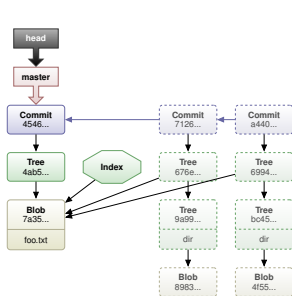 head
master
Commit
4546...
Commit
7126...
Commit
a440...
Tree
4ab5...
Index
Tree
676e...
Tree
6994...
Blob
7a35...
foo.txt
Tree
9a99...
dir
Tree
bc45...
dir
Blob
8983...
Blob
4f55...